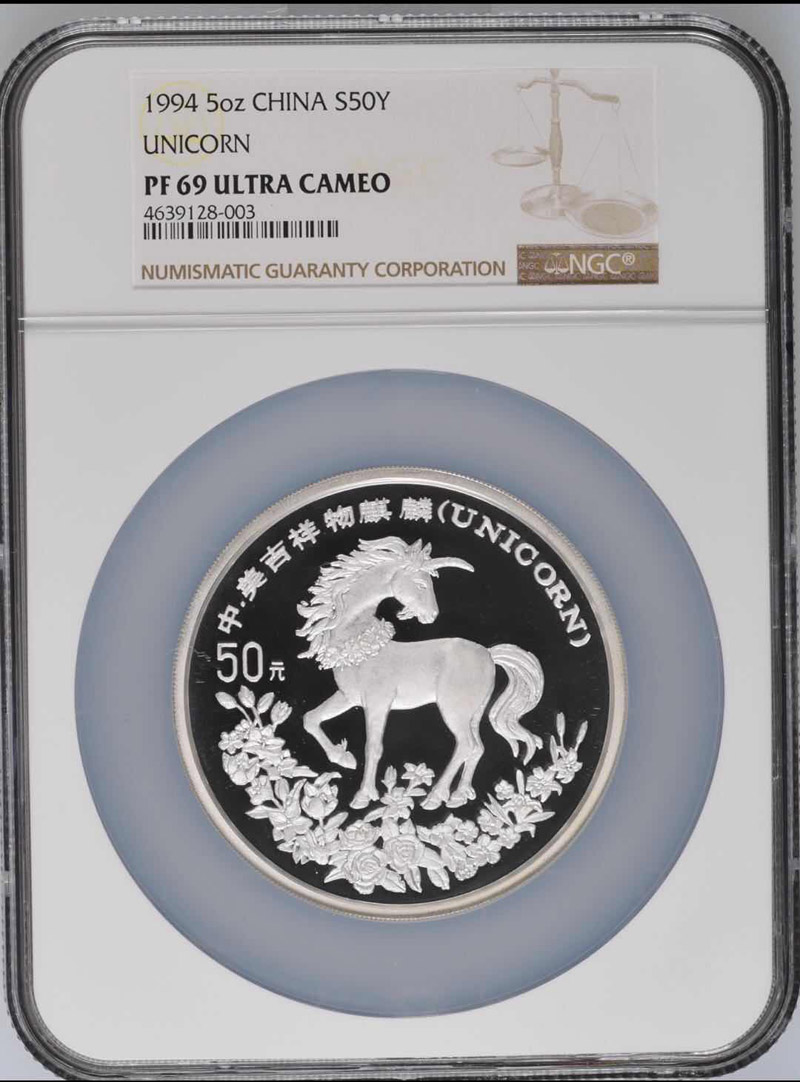 1994 5oz CHINA S50Y
UNICORN
PF 69 ULTRA CAMEO
4639128-003
NUMISMATIC GUARANTY CORPORATION
NGC®
中·美吉祥物麒麟(UNICORN)
50元